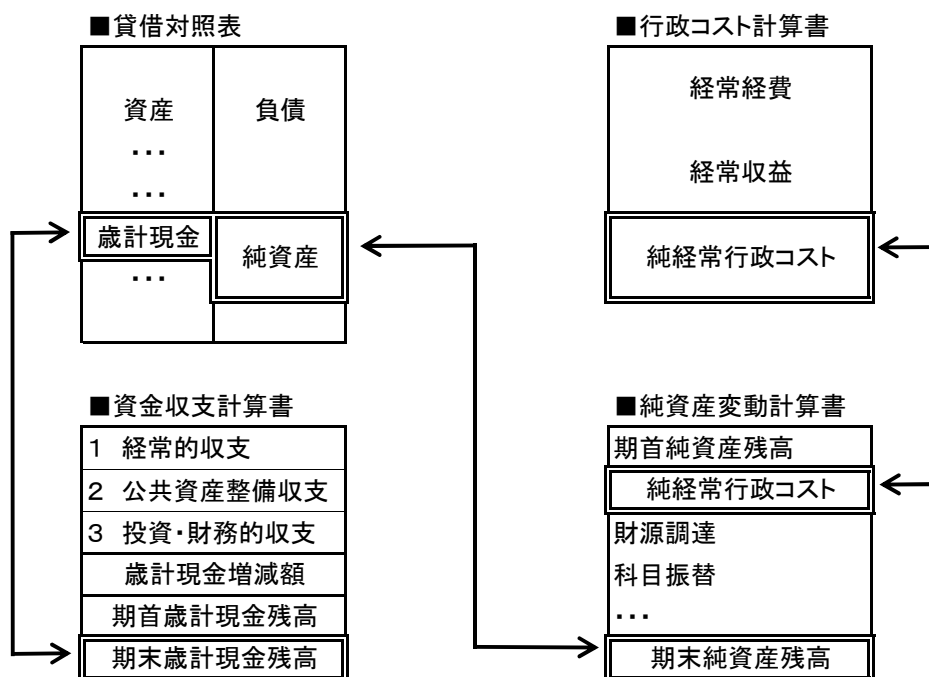 ■貸借対照表
資産
・・・
・・・
歳計現金
・・・
負債
純資産
■行政コスト計算書
経常経費
経常収益
純経常行政コスト
■資金収支計算書
1 経常的収支
2 公共資産整備収支
3 投資・財務的収支
歳計現金増減額
期首歳計現金残高
期末歳計現金残高
■純資産変動計算書
期首純資産残高
純経常行政コスト
財源調達
科目振替
・・・
期末純資産残高